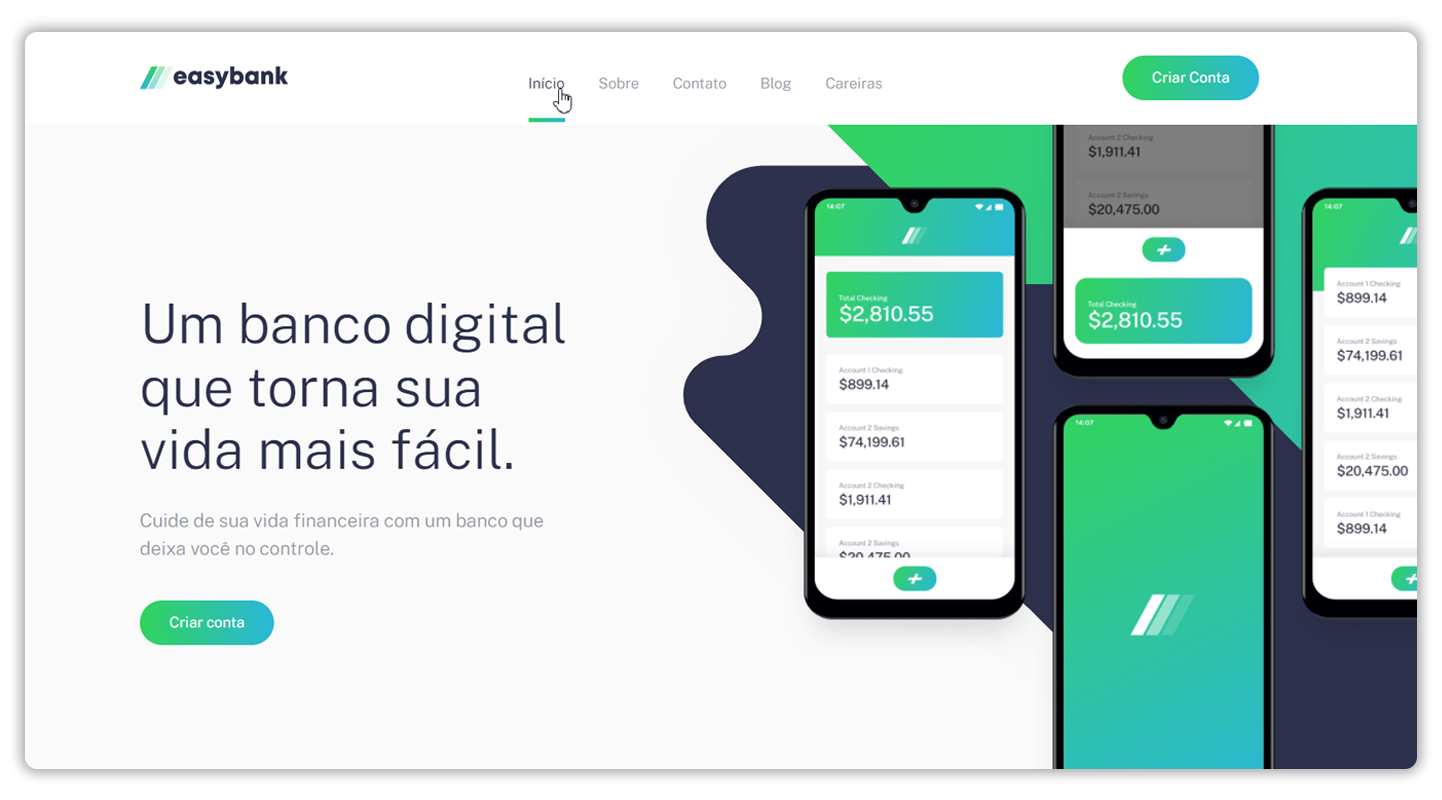 easybank
Início
Sobre
Contato
Blog
Careiras
Criar Conta
Um banco digital
que torna sua
vida mais fácil.
Cuide de sua vida financeira com um banco que
deixa você no controle.
Criar conta
14:07
Total Checking
$2,810.55
Account 1 Checking
$899.14
Account 2 Savings
$74,199.61
Account 2 Checking
$1,911.41
Account 2 Savings
$20,475.00
Account 2 Checking
$1,911.41
Account 2 Savings
$20,475.00
Total Checking
$2,810.55
14:07
14:07
Account 1 Checking
$899.14
Account 2 Savings
$74,199.61
Account 2 Checking
$1,911.41
Account 2 Savings
$20,475.00
Account 1 Checking
$899.14